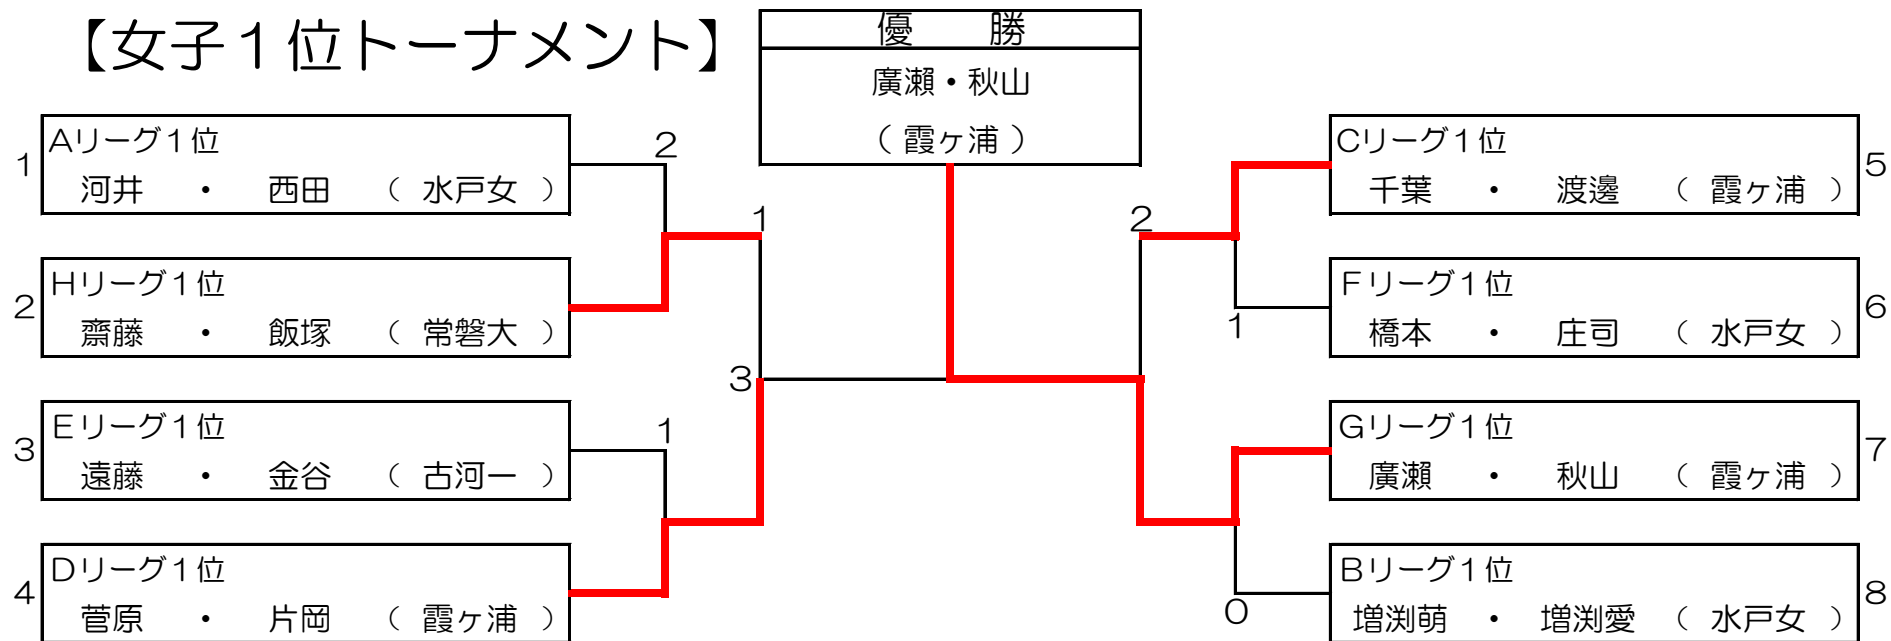 【女子1位トーナメント】
優 勝
廣瀬・秋山
(霞ヶ浦)
1
Aリーグ1位
河井 ・ 西田 (水戸女)
2
2
Hリーグ1位
齋藤 ・ 飯塚 (常磐大)
1
3
3
Eリーグ1位
遠藤 ・ 金谷 (古河一)
1
4
Dリーグ1位
菅原 ・ 片岡 (霞ヶ浦)
Cリーグ1位
千葉 ・ 渡邊 (霞ヶ浦)
5
2
Fリーグ1位
橋本 ・ 庄司 (水戸女)
6
1
Gリーグ1位
廣瀬 ・ 秋山 (霞ヶ浦)
7
Bリーグ1位
増渕萌 ・ 増渕愛 (水戸女)
8
0